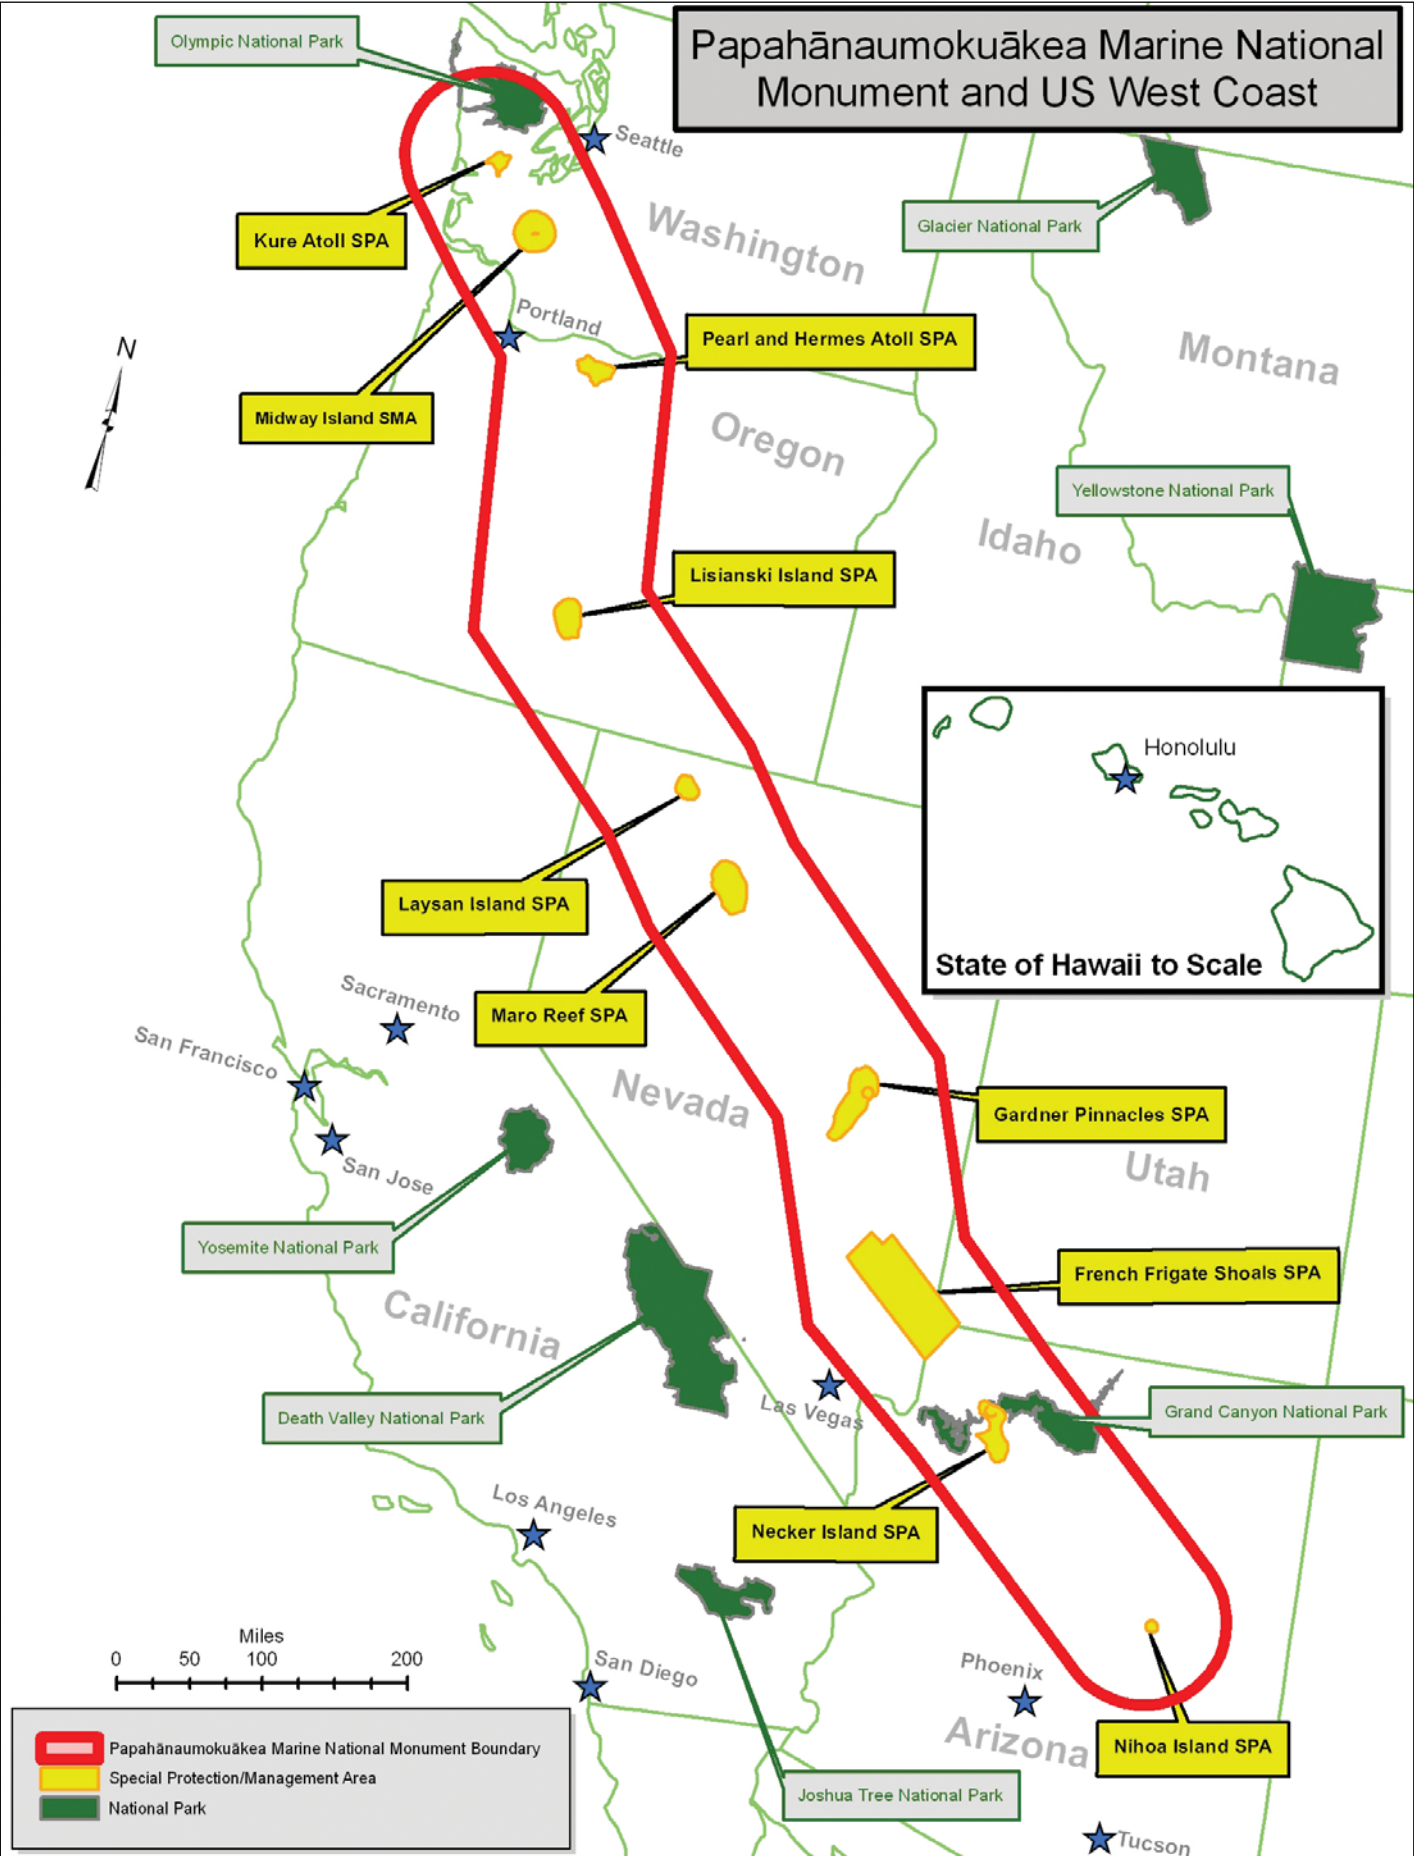 Papahānaumokuākea Marine National
Monument and US West Coast
Olympic National Park
Seattle
Glacier National Park
Washington
Kure Atoll SPA
Portland
Pearl and Hermes Atoll SPA
N
Montana
Midway Island SMA
Oregon
Yellowstone National Park
Idaho
Lisianski Island SPA
Honolulu
State of Hawaii to Scale
Laysan Island SPA
Sacramento
Maro Reef SPA
San Francisco
Nevada
Gardner Pinnacles SPA
San Jose
Utah
Yosemite National Park
French Frigate Shoals SPA
California
Las Vegas
Death Valley National Park
Grand Canyon National Park
Los Angeles
Necker Island SPA
Miles
0 50 100 200
San Diego
Phoenix
Arizona
Nihoa Island SPA
Papahānaumokuākea Marine National Monument Boundary
Special Protection/Management Area
National Park
Joshua Tree National Park
Tucson